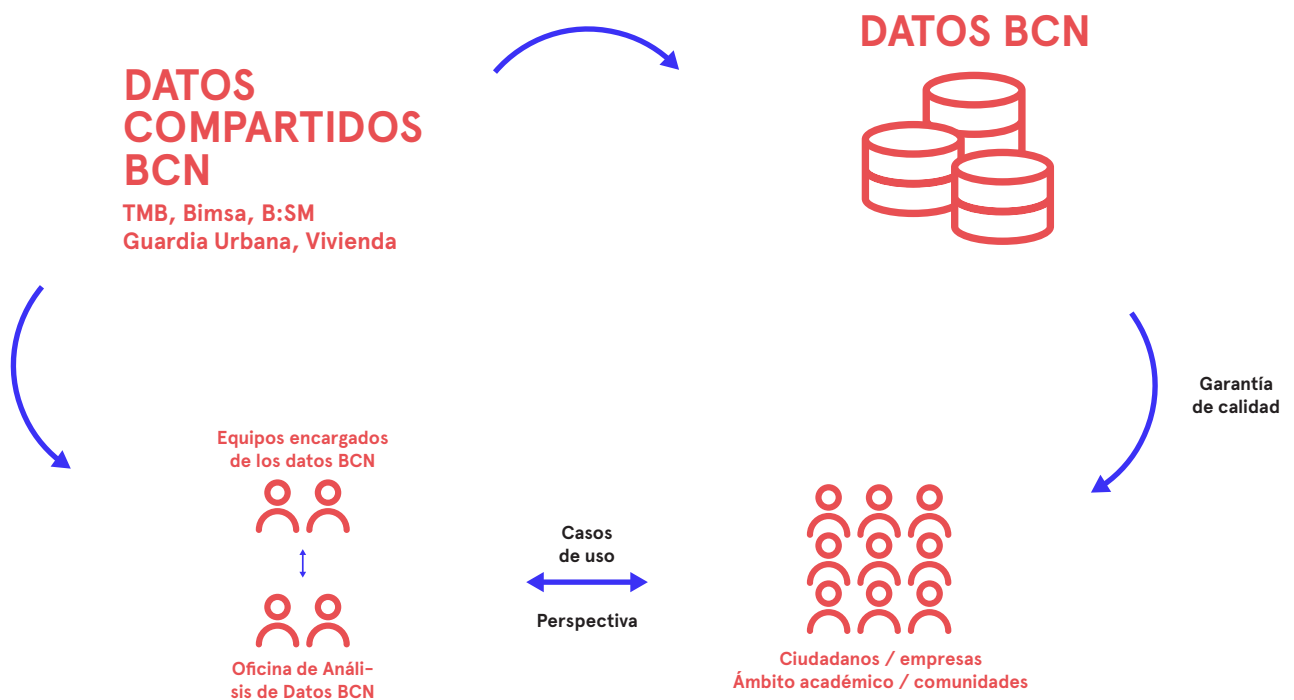 DATOS
COMPARTIDOS
BCN
TMB, Bimsa, B:SM
Guardia Urbana, Vivienda
DATOS BCN
Garantía
de calidad
Equipos encargados
de los datos BCN
Casos
de uso
Perspectiva
Oficina de Análi-
sis de Datos BCN
Ciudadanos / empresas
Ámbito académico / comunidades